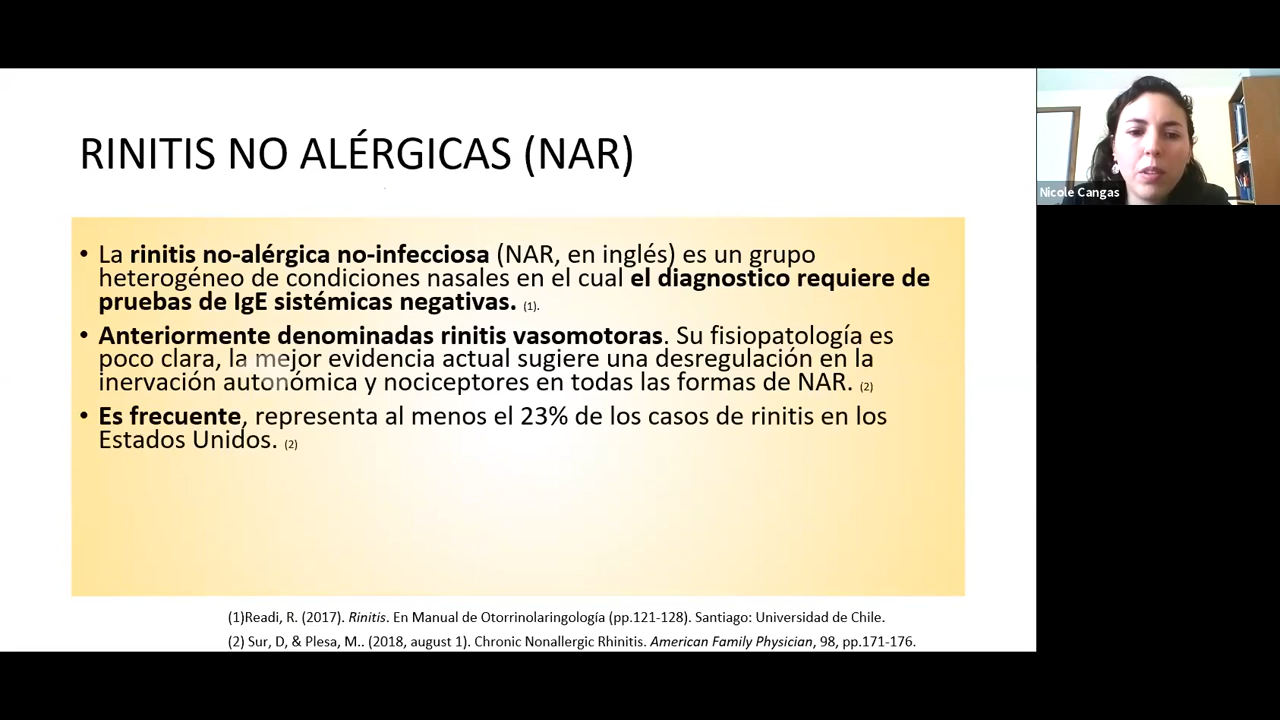 RINITIS NO ALÉRGICAS (NAR)
• La rinitis no-alérgica no-infecciosa (NAR, en inglés) es un grupo
heterogéneo de condiciones nasales en el cual el diagnostico requiere de
pruebas de IgE sistémicas negativas. (1).
• Anteriormente denominadas rinitis vasomotoras. Su fisiopatología es
poco clara, la mejor evidencia actual sugiere una desregulación en la
inervación autonómica y nociceptores en todas las formas de NAR. (2)
• Es frecuente, representa al menos el 23% de los casos de rinitis en los
Estados Unidos. (2)
(1)Readi, R. (2017). Rinitis. En Manual de Otorrinolaringología (pp.121-128). Santiago: Universidad de Chile.
(2) Sur, D, & Plesa, M.. (2018, august 1). Chronic Nonallergic Rhinitis. American Family Physician, 98, pp.171-176.
Nicole Cangas